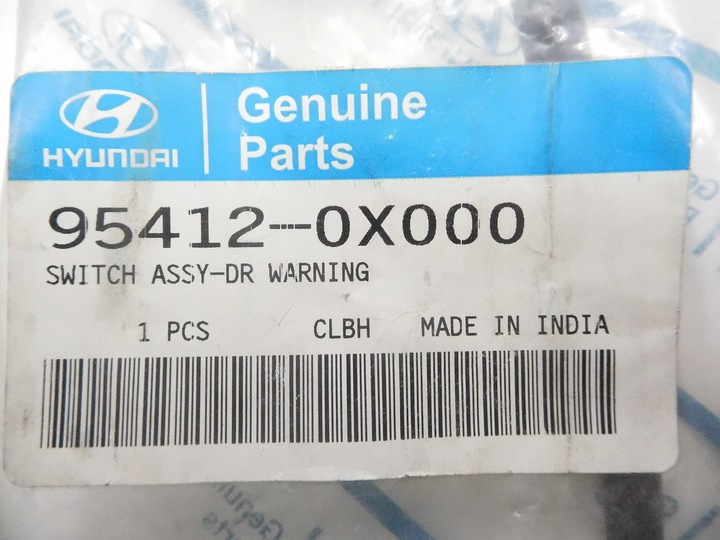 HYUNDAI
Genuine
Parts
95412-0X000
SWITCH ASSY-DR WARNING
1 PCS CLBH MADE IN INDIA